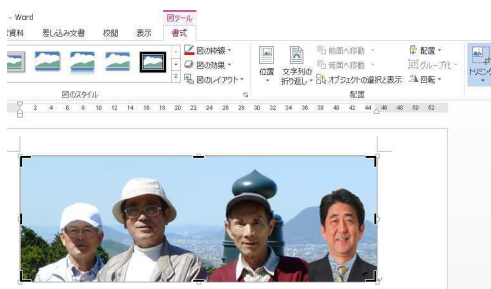 - Word
図ツール
資料 差し込み文書 校閲 表示 書式
図の枠線
図の効果
図のレイアウト
図のスタイル
位置 文字列の折り返し
前面へ移動
背面へ移動
オブジェクトの選択と表示
配置
グループ化
回転
配置
トリミング
2 4 6 8 10 12 14 16 18 20 22 24 26 28 30 32 34 36 38 40 42 44 46 48 50 52